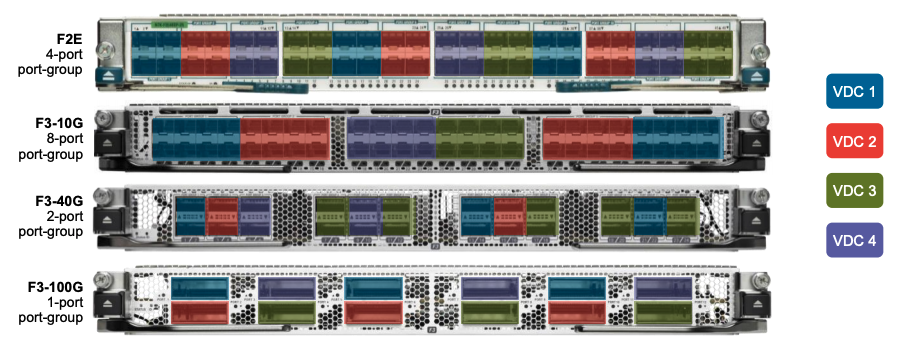 F2E
4-port
port-group
VDC 1
F3-10G
8-port
port-group
VDC 2
F3-40G
2-port
port-group
VDC 3
VDC 4
F3-100G
1-port
port-group
F3